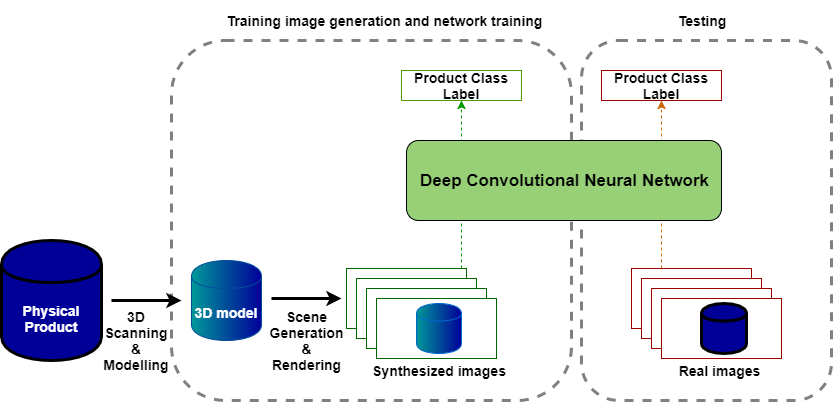 Training image generation and network training
Testing
Product Class
Label
Product Class
Label
Deep Convolutional Neural Network
Physical
Product
3D
Scanning
&
Modelling
3D model
Scene
Generation
&
Rendering
Synthesized images
Real images